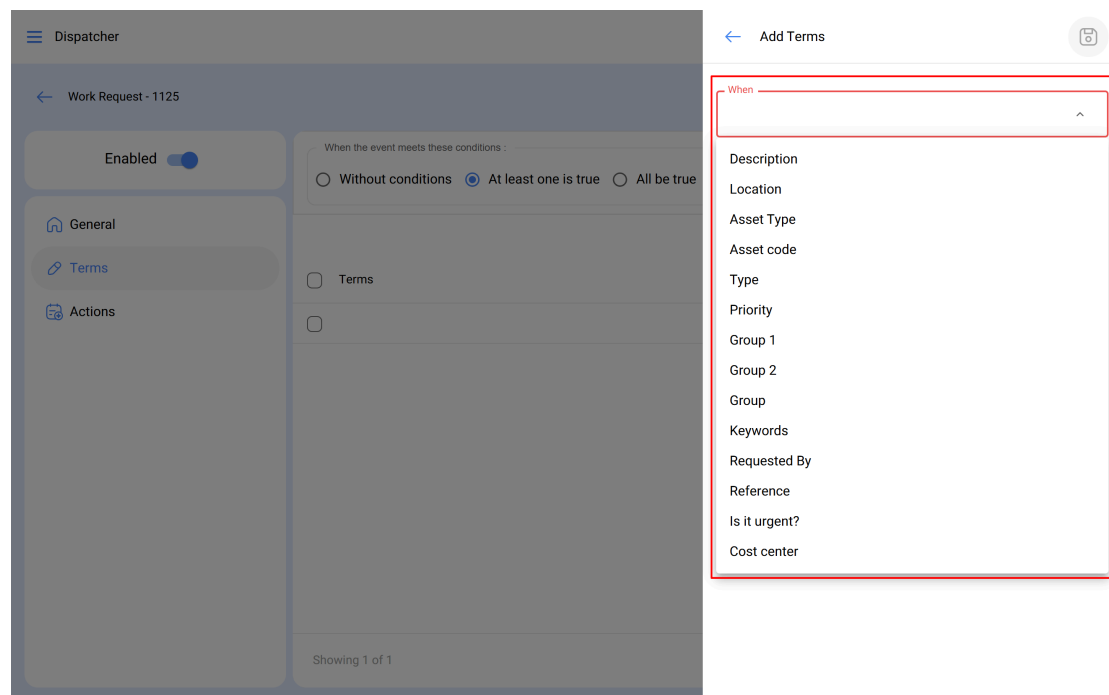 Dispatcher
Work Request - 1125
Enabled
General
Terms
Actions
When the event meets these conditions :
Without conditions At least one is true All be true
Terms
Showing 1 of 1
Add Terms
When
Description
Location
Asset Type
Asset code
Type
Priority
Group 1
Group 2
Group
Keywords
Requested By
Reference
Is it urgent?
Cost center